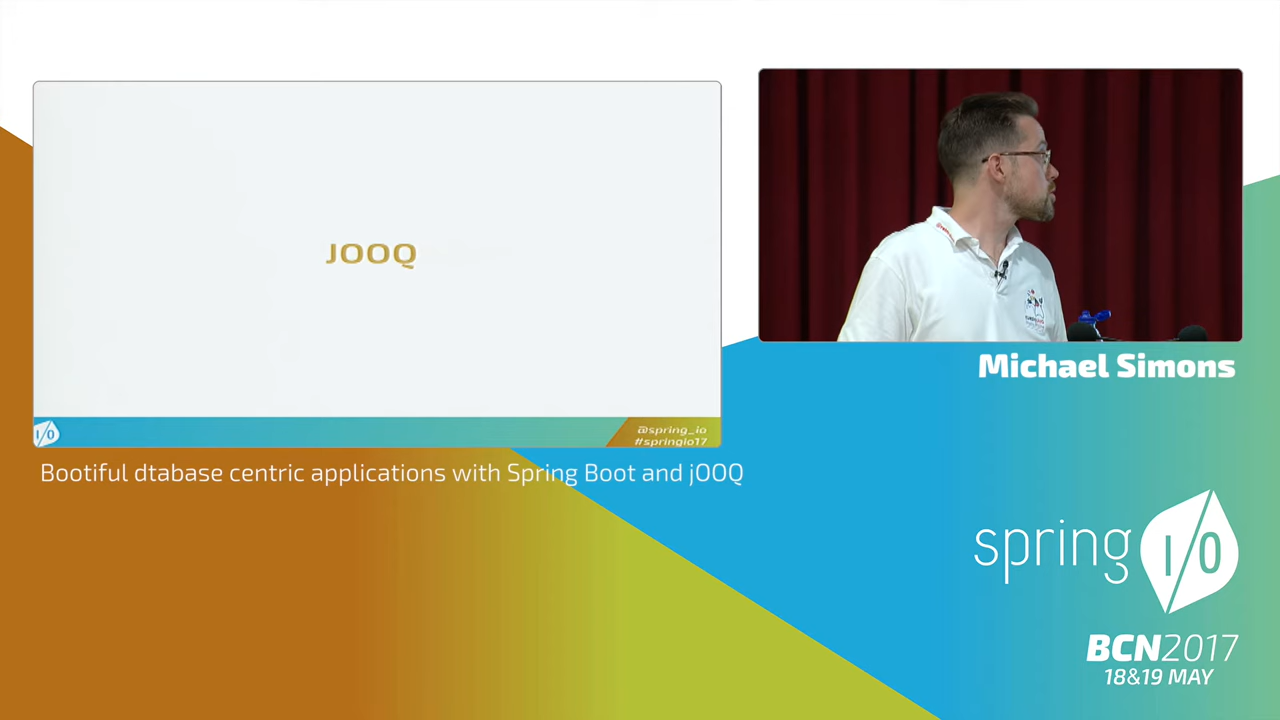 JOOQ
I/O
@spring_io
#springio17
Michael Simons
Bootiful dtabase centric applications with Spring Boot and jOOQ
spring I/O
BCN2017
18&19 MAY